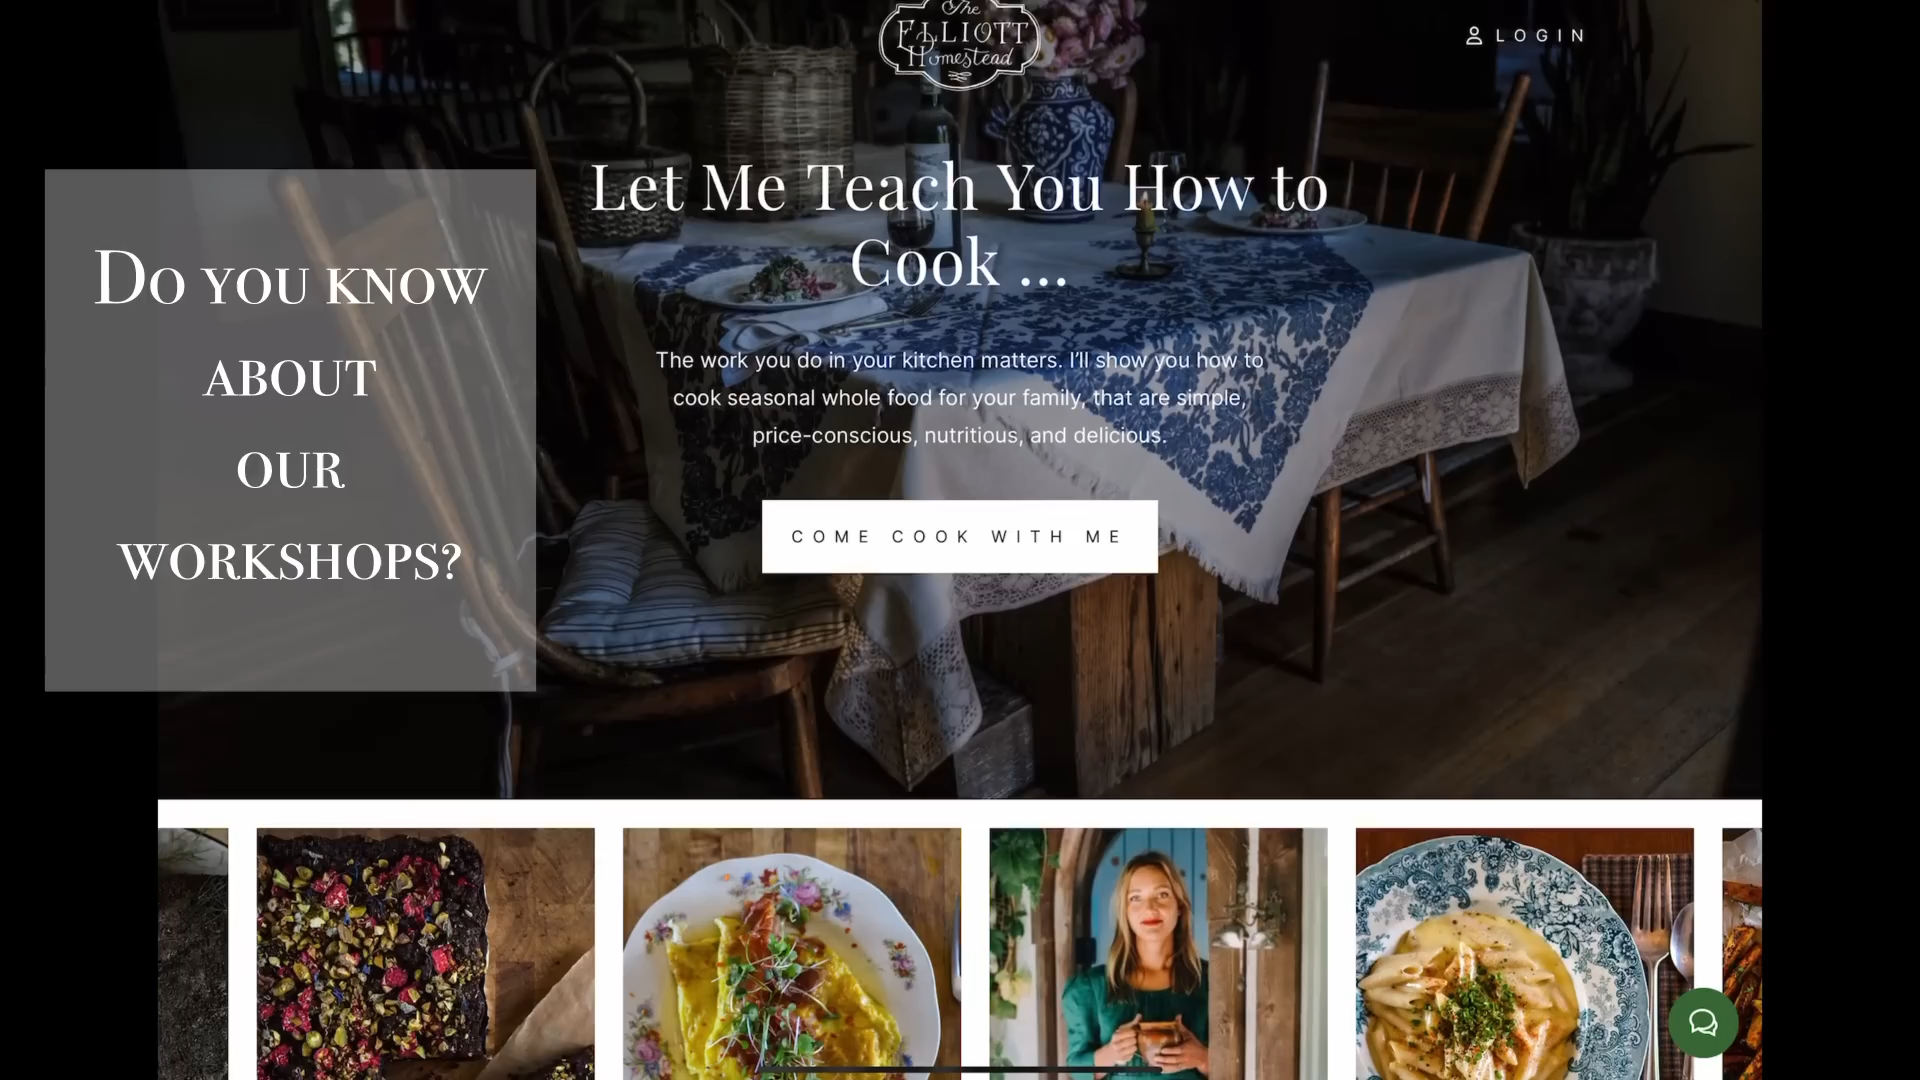 The
ELLIOTT
Homestead
LOGIN
Let Me Teach You How to
Cook ...
The work you do in your kitchen matters. I'll show you how to
cook seasonal whole food for your family, that are simple,
price-conscious, nutritious, and delicious.
COME COOK WITH ME
Do you know
about
our
workshops?